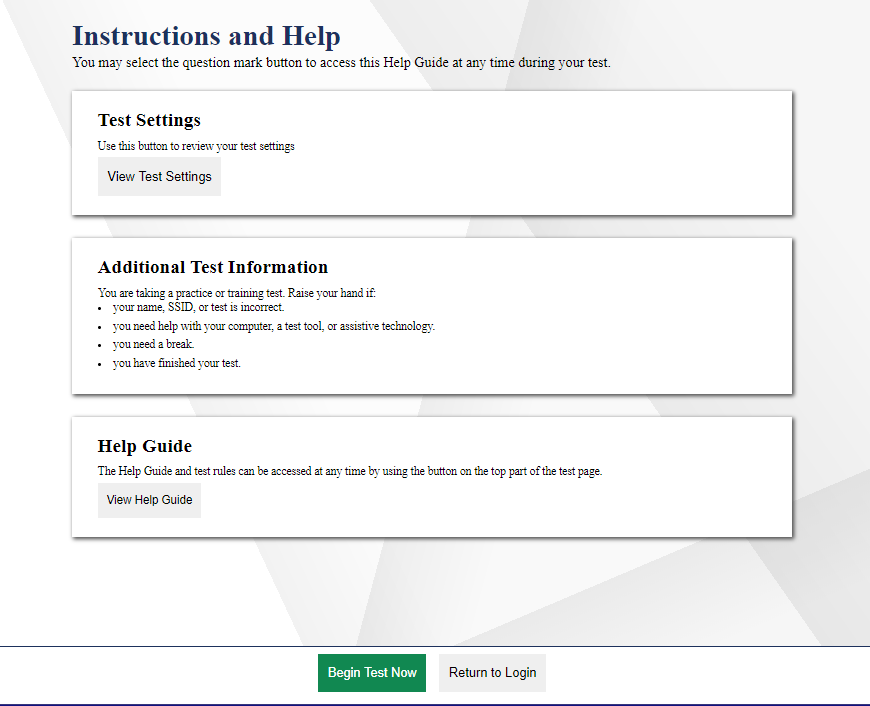 Instructions and Help
You may select the question mark button to access this Help Guide at any time during your test.
Test Settings
Use this button to review your test settings
View Test Settings
Additional Test Information
You are taking a practice or training test. Raise your hand if:
• your name, SSID, or test is incorrect.
• you need help with your computer, a test tool, or assistive technology.
• you need a break.
• you have finished your test.
Help Guide
The Help Guide and test rules can be accessed at any time by using the button on the top part of the test page.
View Help Guide
Begin Test Now
Return to Login